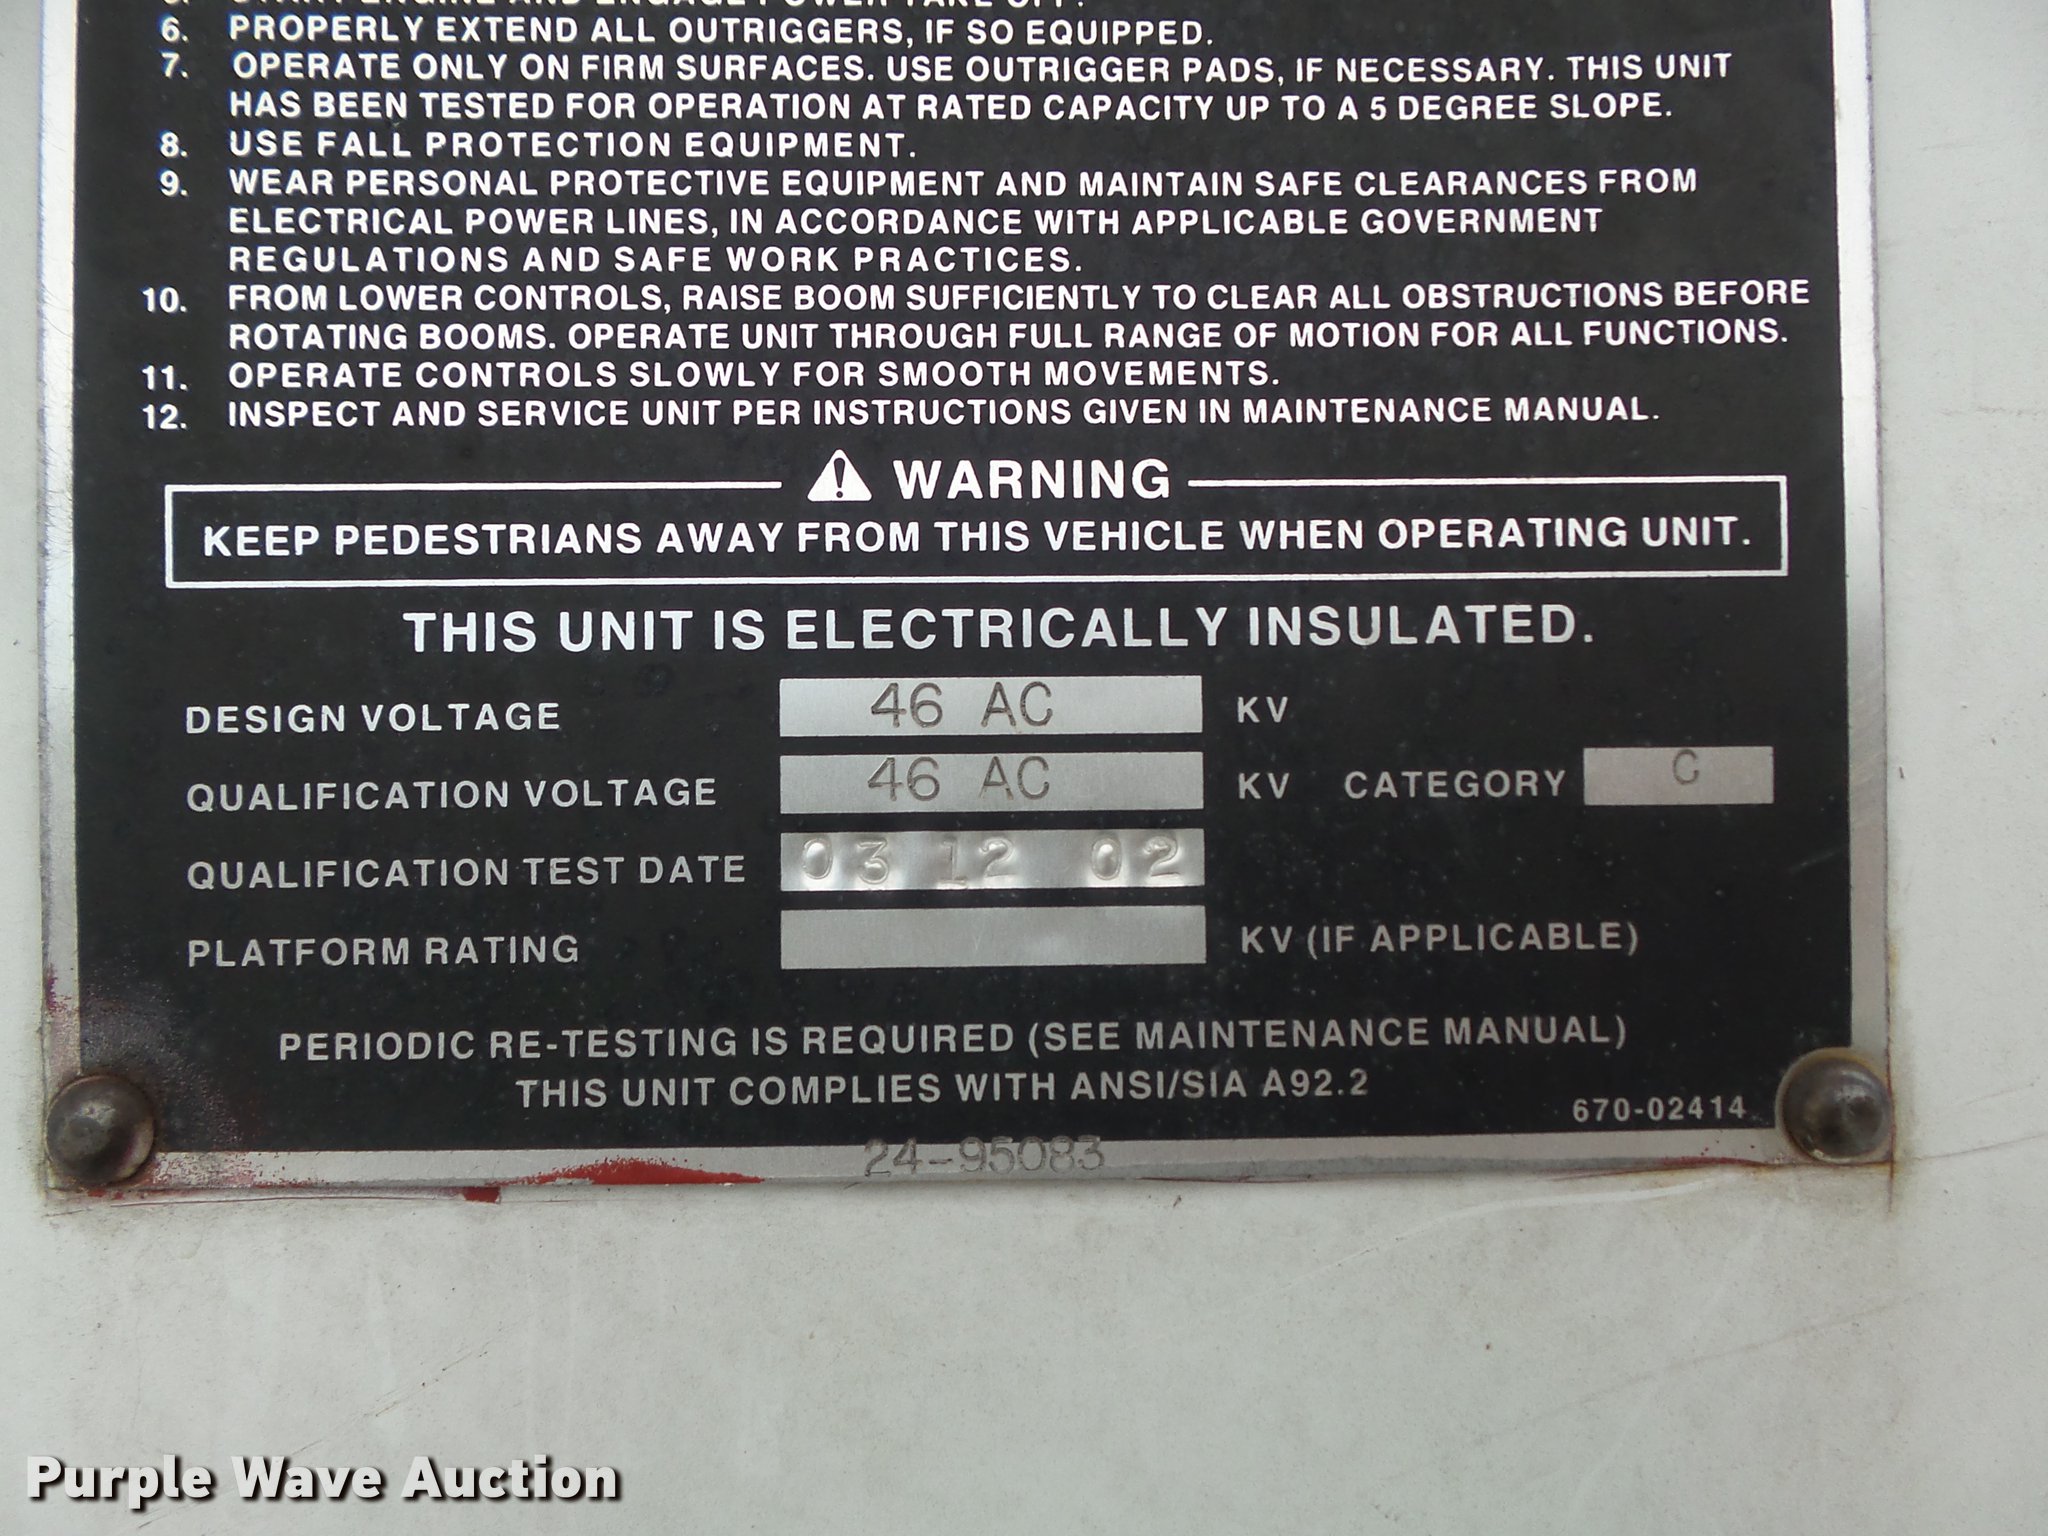 5. START ENGINE AND ENGAGE POWER TAKE OFF.
6. PROPERLY EXTEND ALL OUTRIGGERS, IF SO EQUIPPED.
7. OPERATE ONLY ON FIRM SURFACES. USE OUTRIGGER PADS, IF NECESSARY. THIS UNIT
HAS BEEN TESTED FOR OPERATION AT RATED CAPACITY UP TO A 5 DEGREE SLOPE.
8. USE FALL PROTECTION EQUIPMENT.
9. WEAR PERSONAL PROTECTIVE EQUIPMENT AND MAINTAIN SAFE CLEARANCES FROM
ELECTRICAL POWER LINES, IN ACCORDANCE WITH APPLICABLE GOVERNMENT
REGULATIONS AND SAFE WORK PRACTICES.
10. FROM LOWER CONTROLS, RAISE BOOM SUFFICIENTLY TO CLEAR ALL OBSTRUCTIONS BEFORE
ROTATING BOOMS. OPERATE UNIT THROUGH FULL RANGE OF MOTION FOR ALL FUNCTIONS.
11. OPERATE CONTROLS SLOWLY FOR SMOOTH MOVEMENTS.
12. INSPECT AND SERVICE UNIT PER INSTRUCTIONS GIVEN IN MAINTENANCE MANUAL.
WARNING
KEEP PEDESTRIANS AWAY FROM THIS VEHICLE WHEN OPERATING UNIT.
THIS UNIT IS ELECTRICALLY INSULATED.
DESIGN VOLTAGE 46 AC KV
QUALIFICATION VOLTAGE 46 AC KV CATEGORY C
QUALIFICATION TEST DATE 03 12 02
PLATFORM RATING KV (IF APPLICABLE)
PERIODIC RE-TESTING IS REQUIRED (SEE MAINTENANCE MANUAL)
THIS UNIT COMPLIES WITH ANSI/SIA A92.2
670-02414
24-95083
Purple Wave Auction